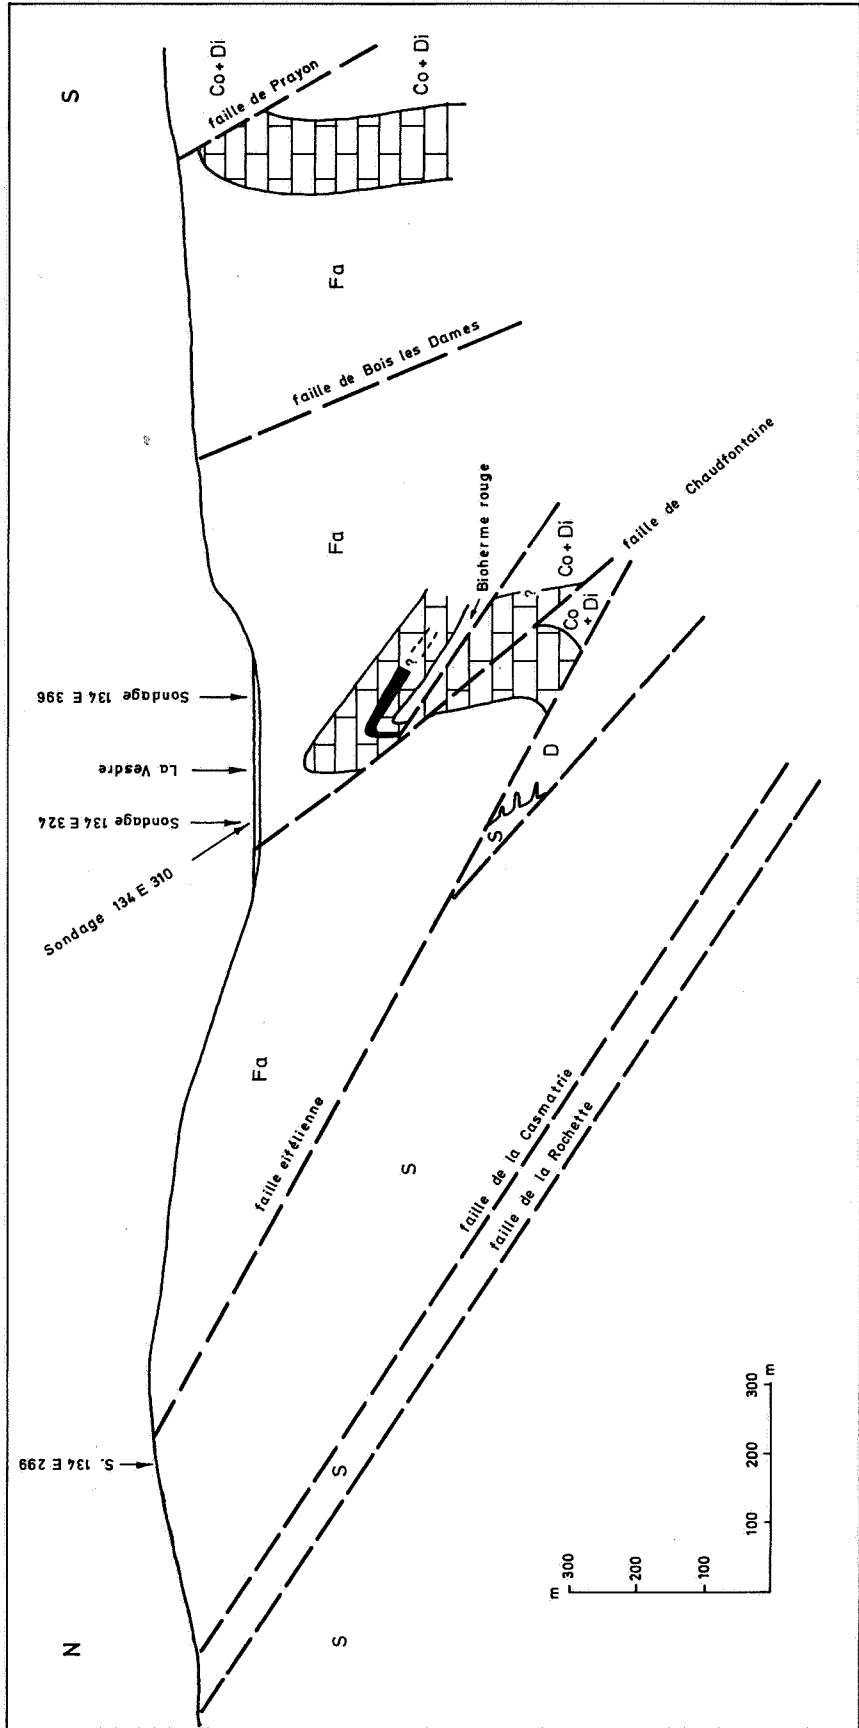 N
S
S. 134 E 299
Sondage 134 E 310
Sondage 134 E 324
La Vesdre
Sondage 134 E 396
faille de Prayon
Co + Di
Co + Di
Fa
Fa
Fa
faille de Bois les Dames
Bioherme rouge
faille de Chaudfontaine
?
?
Co + Di
Co + Di
D
S
faille eifélienne
S
faille de la Casmatrie
faille de la Rochette
S
S
m
300
200
100
100
200
300
m